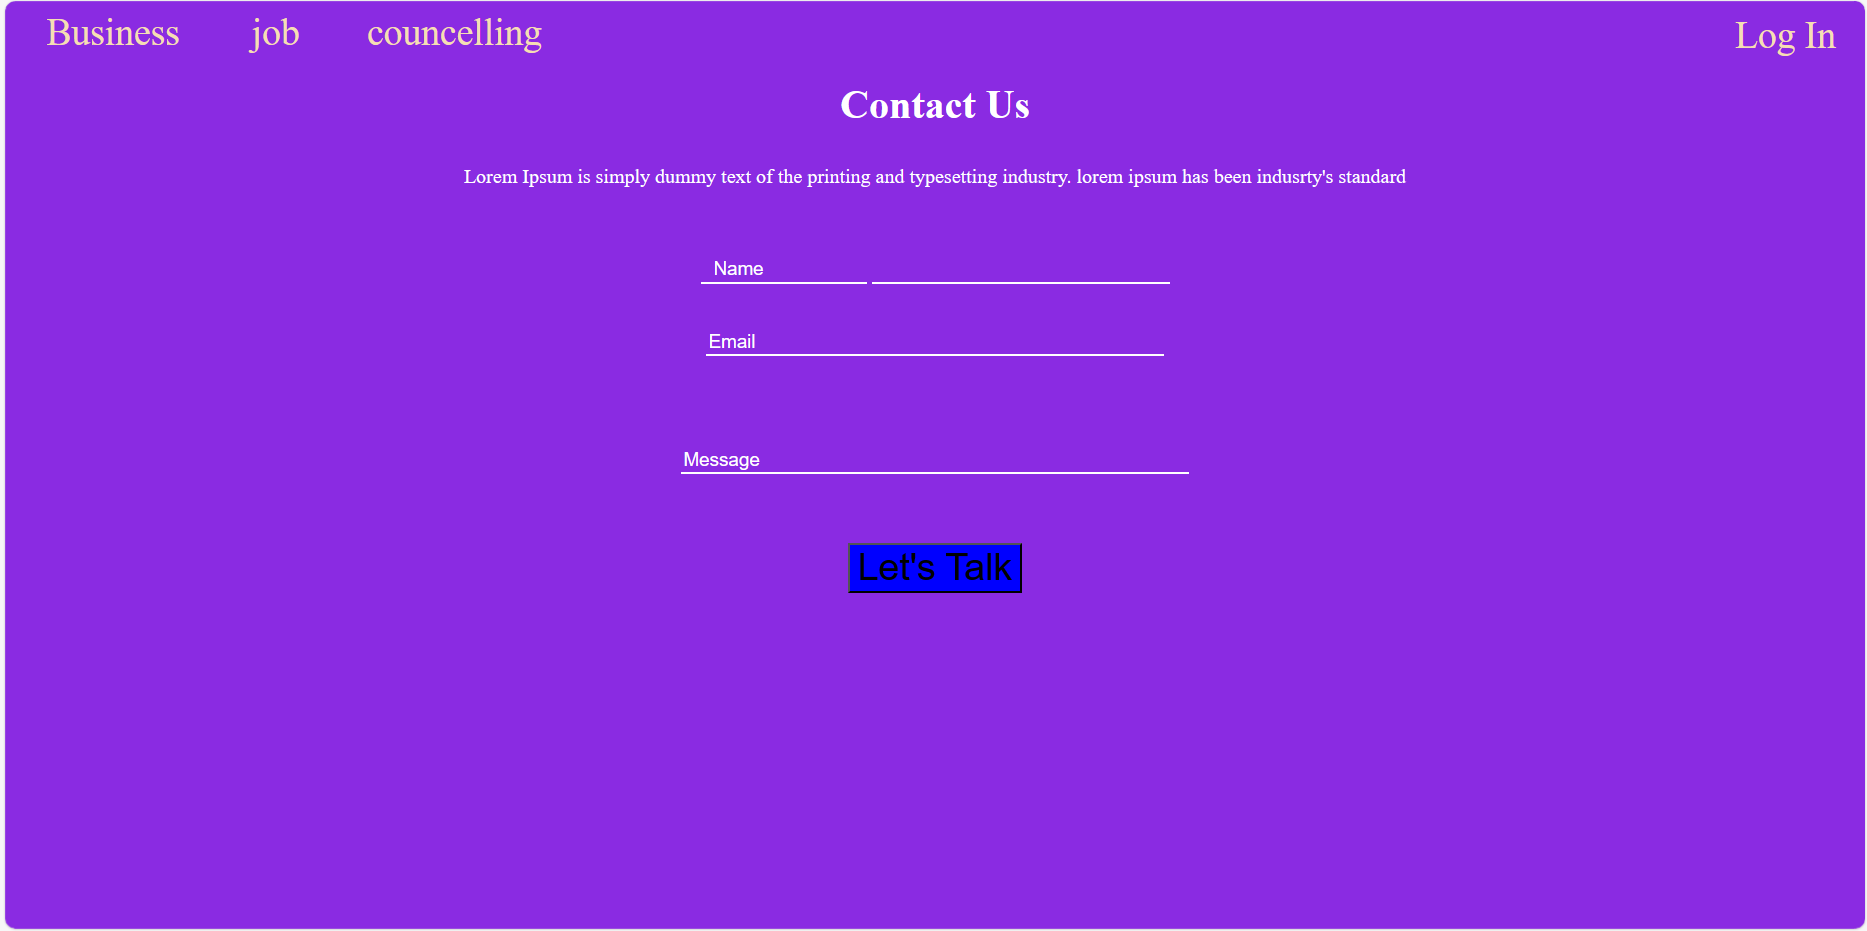 Business job councelling Log In
Contact Us
Lorem Ipsum is simply dummy text of the printing and typesetting industry. lorem ipsum has been indusrty's standard
Name
Email
Message
Let's Talk